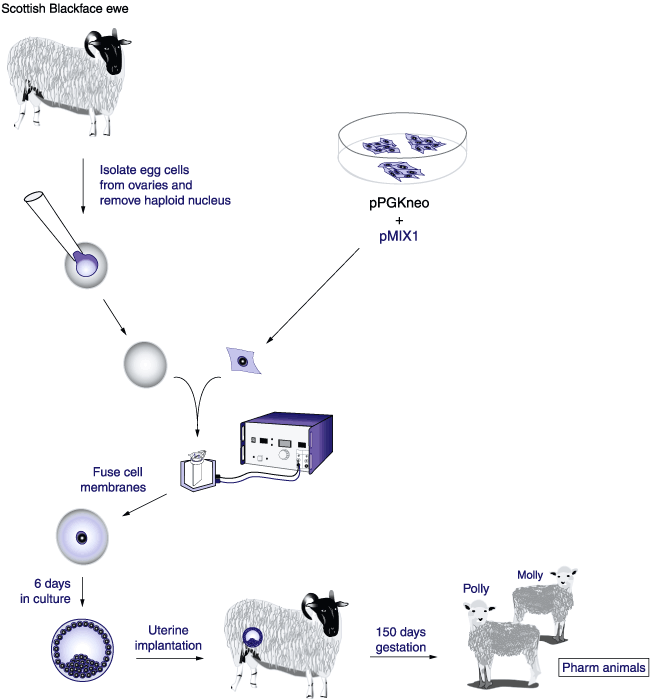 Scottish Blackface ewe
Isolate egg cells
from ovaries and
remove haploid nucleus
pPGKneo
+
pMIX1
Fuse cell
membranes
6 days
in culture
Uterine
implantation
150 days
gestation
Polly
Molly
Pharm animals